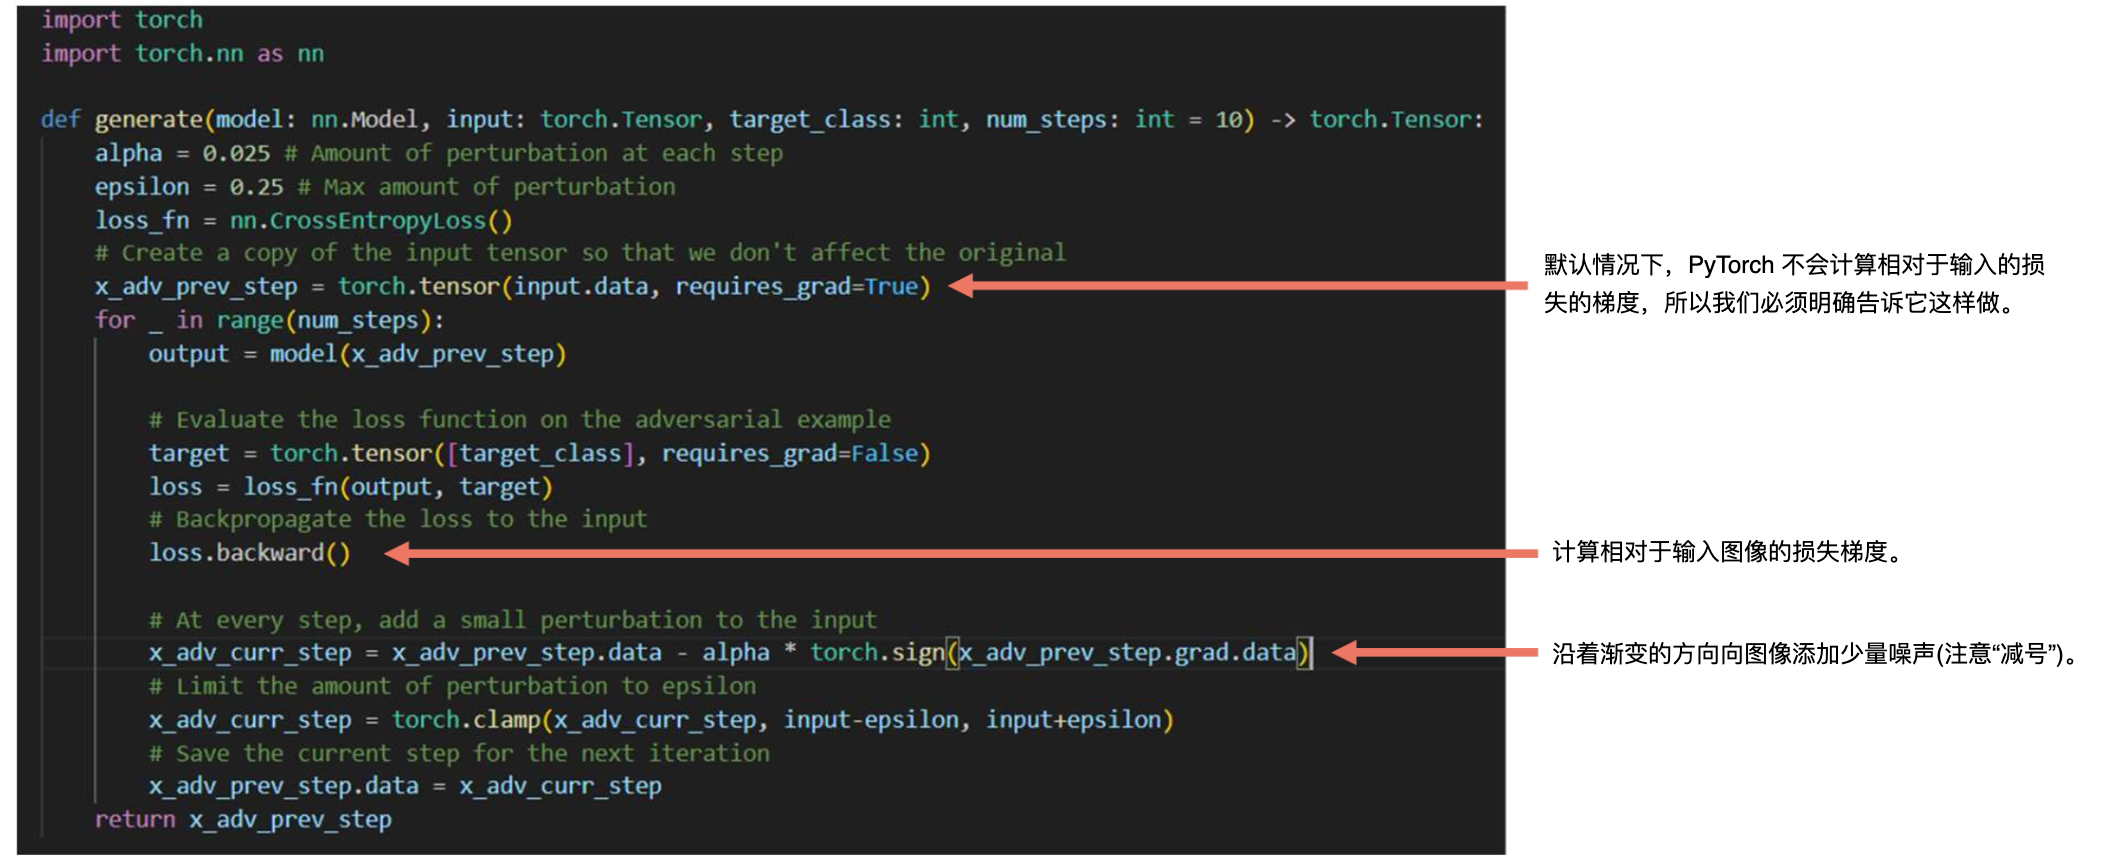 import torch
import torch.nn as nn
def generate(model: nn.Model, input: torch.Tensor, target_class: int, num_steps: int = 10) -> torch.Tensor:
alpha = 0.025 # Amount of perturbation at each step
epsilon = 0.25 # Max amount of perturbation
loss_fn = nn.CrossEntropyLoss()
# Create a copy of the input tensor so that we don't affect the original
x_adv_prev_step = torch.tensor(input.data, requires_grad=True)
默认情况下，PyTorch 不会计算相对于输入的损
失的梯度，所以我们必须明确告诉它这样做。
for _ in range(num_steps):
output = model(x_adv_prev_step)
# Evaluate the loss function on the adversarial example
target = torch.tensor([target_class], requires_grad=False)
loss = loss_fn(output, target)
# Backpropagate the loss to the input
loss.backward()
计算相对于输入图像的损失梯度。
# At every step, add a small perturbation to the input
x_adv_curr_step = x_adv_prev_step.data - alpha * torch.sign(x_adv_prev_step.grad.data)
沿着渐变的方向向图像添加少量噪声(注意“减号”)。
# Limit the amount of perturbation to epsilon
x_adv_curr_step = torch.clamp(x_adv_curr_step, input-epsilon, input+epsilon)
# Save the current step for the next iteration
x_adv_prev_step.data = x_adv_curr_step
return x_adv_prev_step